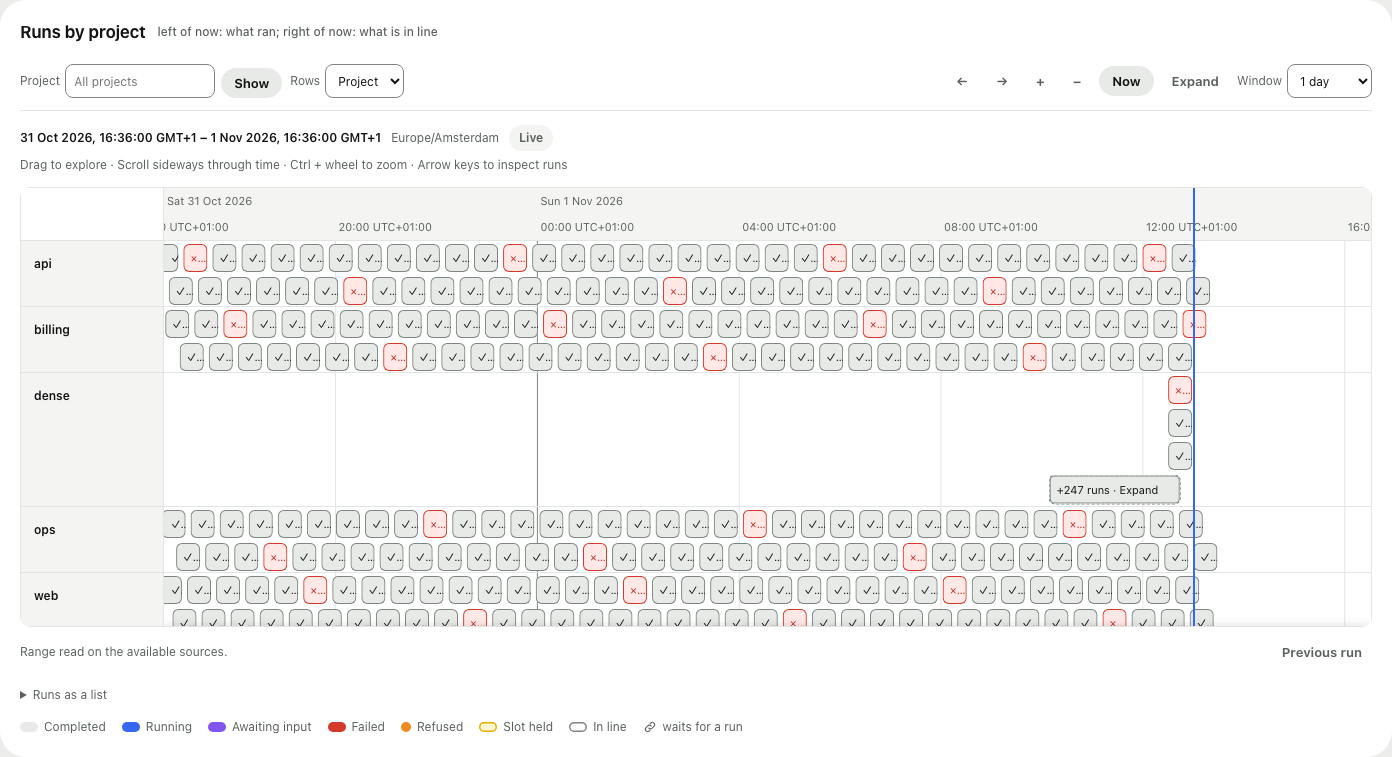 Runs by project left of now: what ran; right of now: what is in line
Project All projects Show Rows Project ← → + − Now Expand Window 1 day
31 Oct 2026, 16:36:00 GMT+1 – 1 Nov 2026, 16:36:00 GMT+1 Europe/Amsterdam Live
Drag to explore · Scroll sideways through time · Ctrl + wheel to zoom · Arrow keys to inspect runs
Sat 31 Oct 2026 Sun 1 Nov 2026
UTC+01:00 20:00 UTC+01:00 00:00 UTC+01:00 04:00 UTC+01:00 08:00 UTC+01:00 12:00 UTC+01:00 16:0
api
billing
dense
+247 runs · Expand
ops
web
Range read on the available sources. Previous run
Runs as a list
Completed Running Awaiting input Failed Refused Slot held In line waits for a run